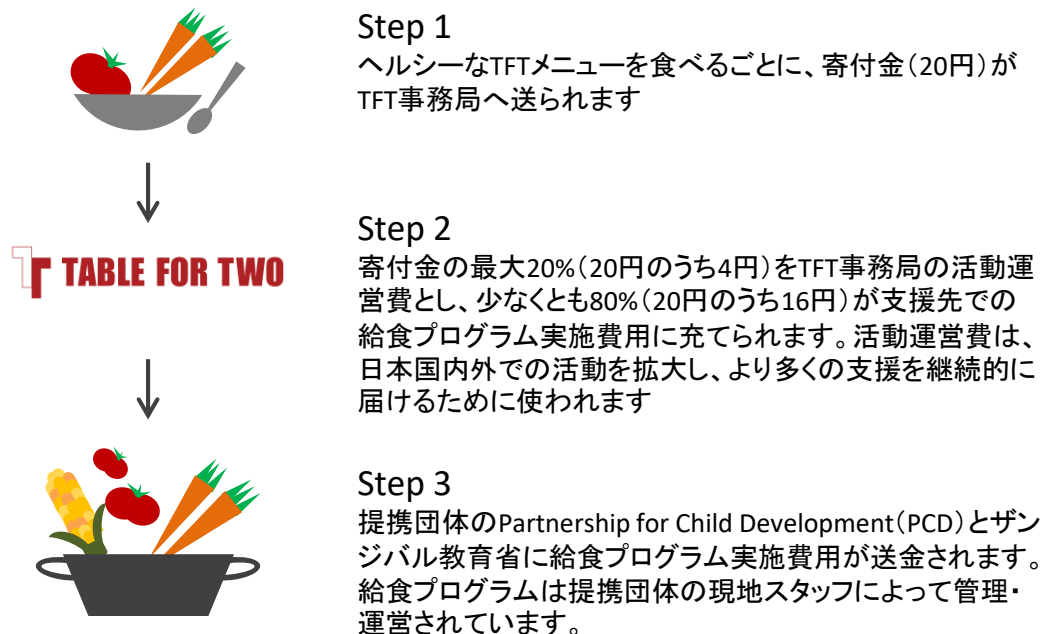 Step 1
ヘルシーなTFTメニューを食べるごとに、寄付金（20円）が
TFT事務局へ送られます
TABLE FOR TWO
Step 2
寄付金の最大20%（20円のうち4円）をTFT事務局の活動運
営費とし、少なくとも80%（20円のうち16円）が支援先での
給食プログラム実施費用に充てられます。活動運営費は、
日本国内外での活動を拡大し、より多くの支援を継続的に
届けるために使われます
Step 3
提携団体のPartnership for Child Development（PCD）とザン
ジバル教育省に給食プログラム実施費用が送金されます。
給食プログラムは提携団体の現地スタッフによって管理・
運営されています。